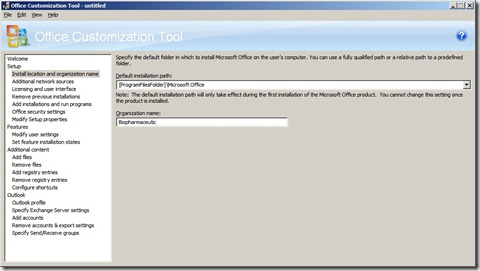 Office Customization Tool - untitled
File Edit View Help
Office Customization Tool
Welcome
Setup
Install location and organization name
Additional network sources
Licensing and user interface
Remove previous installations
Add installations and run programs
Office security settings
Modify Setup properties
Features
Modify user settings
Set feature installation states
Additional content
Add files
Remove files
Add registry entries
Remove registry entries
Configure shortcuts
Outlook
Outlook profile
Specify Exchange Server settings
Add accounts
Remove accounts & export settings
Specify Send/Receive groups
Specify the default folder in which to install Microsoft Office on the user's computer. You can use a fully qualified path or a relative path to a predefined
folder.
Default installation path:
[ProgramFilesFolder]\Microsoft Office
Note: The default installation path will only take effect during the first installation of the Microsoft Office product. You cannot change this setting once
the product is installed.
Organization name:
Biopharmaceutic